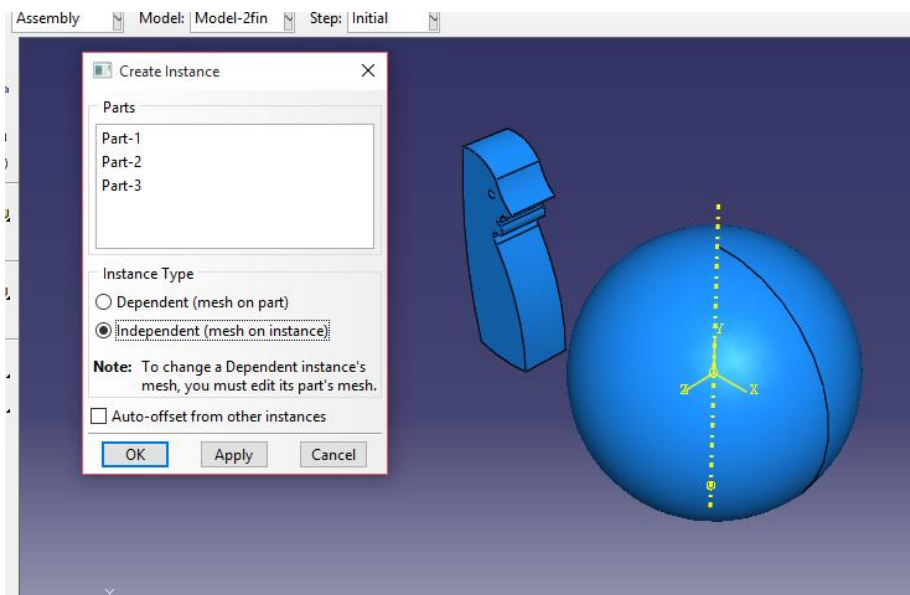 Assembly Model: Model-2fin Step: Initial
Create Instance
Parts
Part-1
Part-2
Part-3
Instance Type
Dependent (mesh on part)
Independent (mesh on instance)
Note: To change a Dependent instance's
mesh, you must edit its part's mesh.
Auto-offset from other instances
OK Apply Cancel
Y
Z X